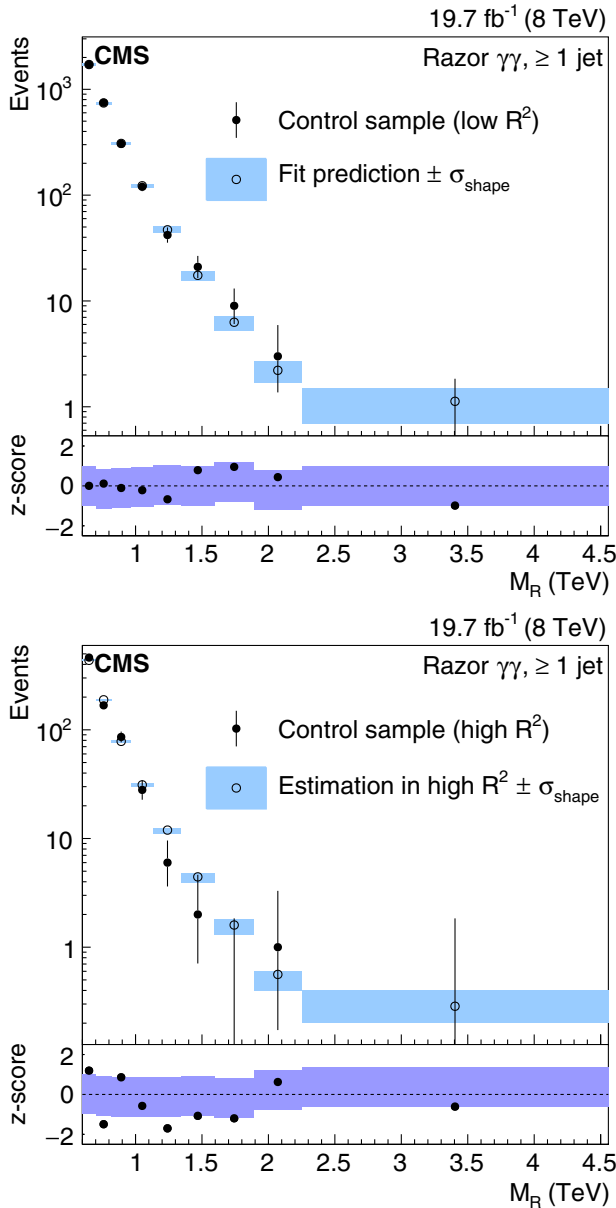 19.7 fb⁻¹ (8 TeV)
CMS
Razor γγ, ≥ 1 jet
Events
Control sample (low R²)
Fit prediction ± σshape
10³
10²
10
1
z-score
2
0
−2
1 1.5 2 2.5 3 3.5 4 4.5
M_R (TeV)
19.7 fb⁻¹ (8 TeV)
CMS
Razor γγ, ≥ 1 jet
Events
Control sample (high R²)
Estimation in high R² ± σshape
10²
10
1
z-score
2
0
−2
1 1.5 2 2.5 3 3.5 4 4.5
M_R (TeV)